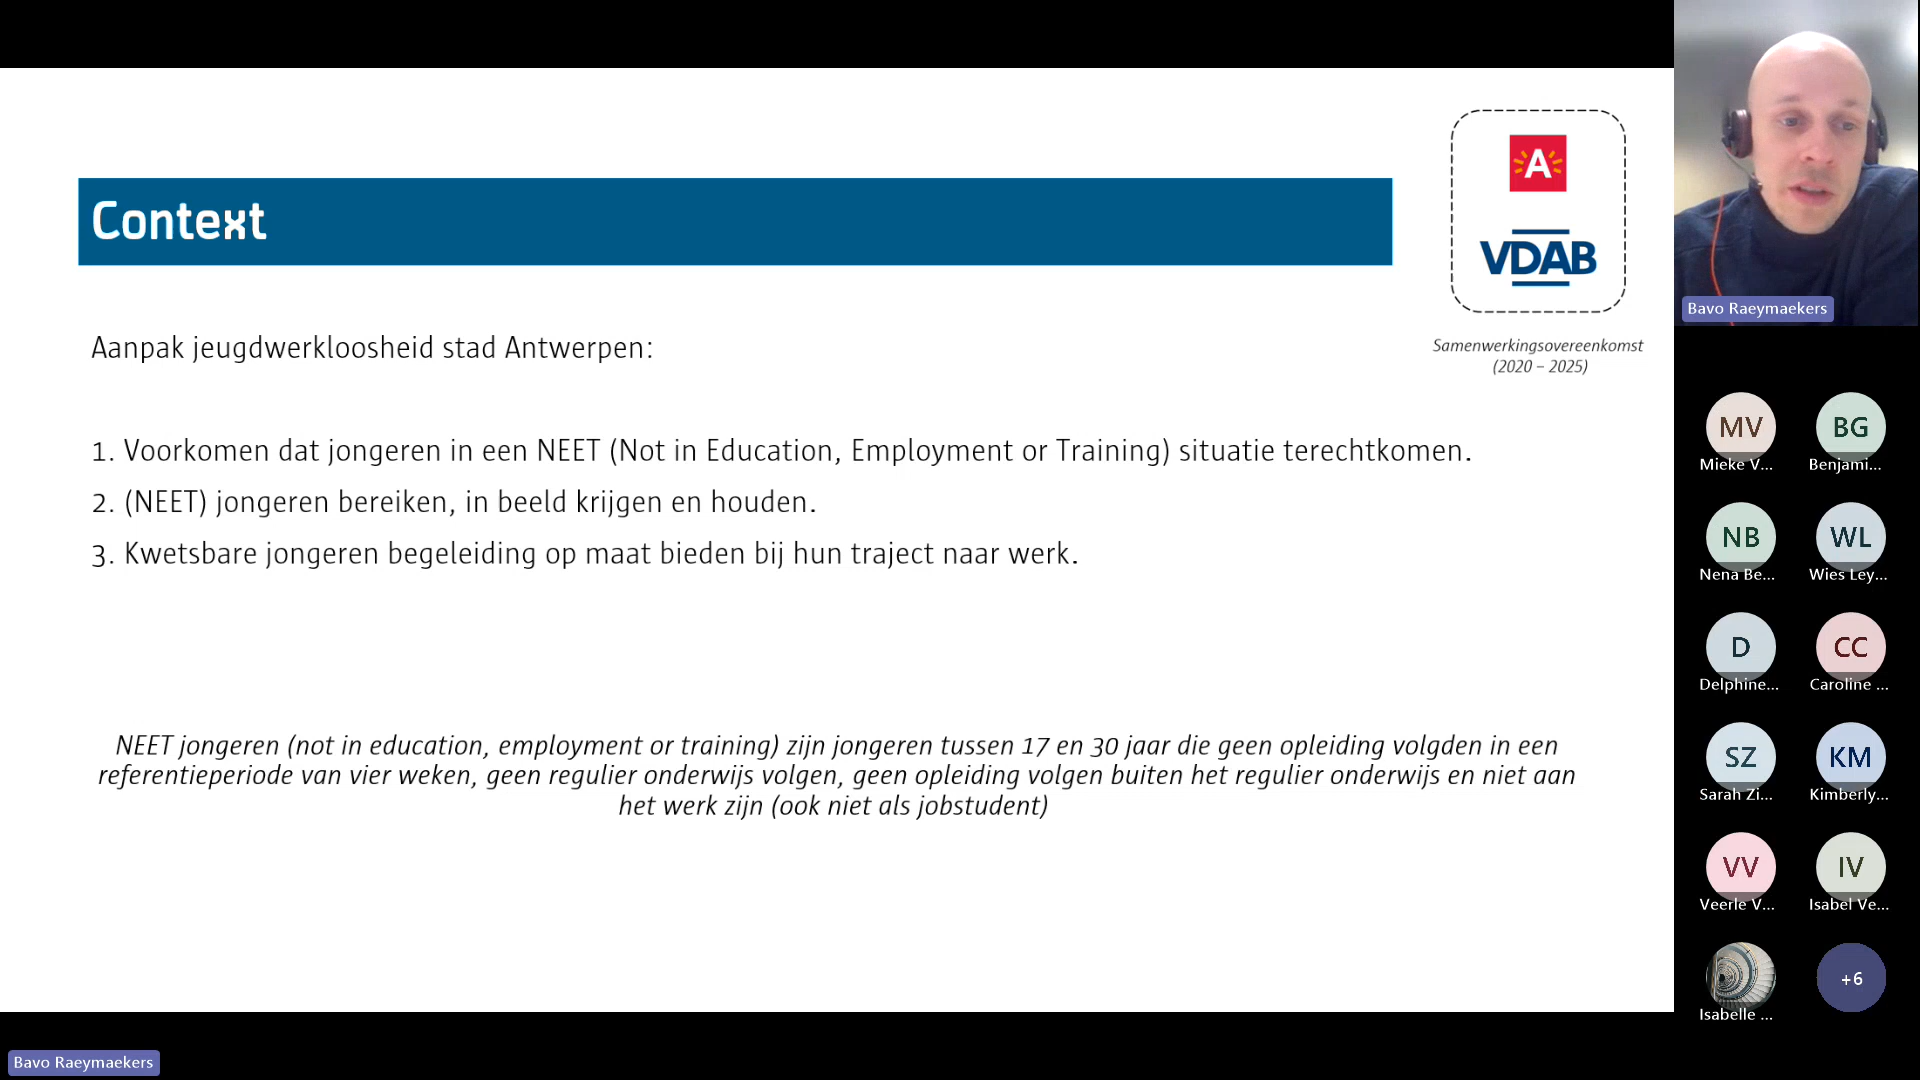 Context
A
VDAB
Samenwerkingsovereenkomst
(2020 – 2025)
Aanpak jeugdwerkloosheid stad Antwerpen:
1. Voorkomen dat jongeren in een NEET (Not in Education, Employment or Training) situatie terechtkomen.
2. (NEET) jongeren bereiken, in beeld krijgen en houden.
3. Kwetsbare jongeren begeleiding op maat bieden bij hun traject naar werk.
NEET jongeren (not in education, employment or training) zijn jongeren tussen 17 en 30 jaar die geen opleiding volgden in een
referentieperiode van vier weken, geen regulier onderwijs volgen, geen opleiding volgen buiten het regulier onderwijs en niet aan
het werk zijn (ook niet als jobstudent)
Bavo Raeymaekers
MV
Mieke V...
BG
Benjami...
NB
Nena Be...
WL
Wies Ley...
D
Delphine...
CC
Caroline ...
SZ
Sarah Zi...
KM
Kimberly...
VV
Veerle V...
IV
Isabel Ve...
Isabelle ...
+6
Bavo Raeymaekers